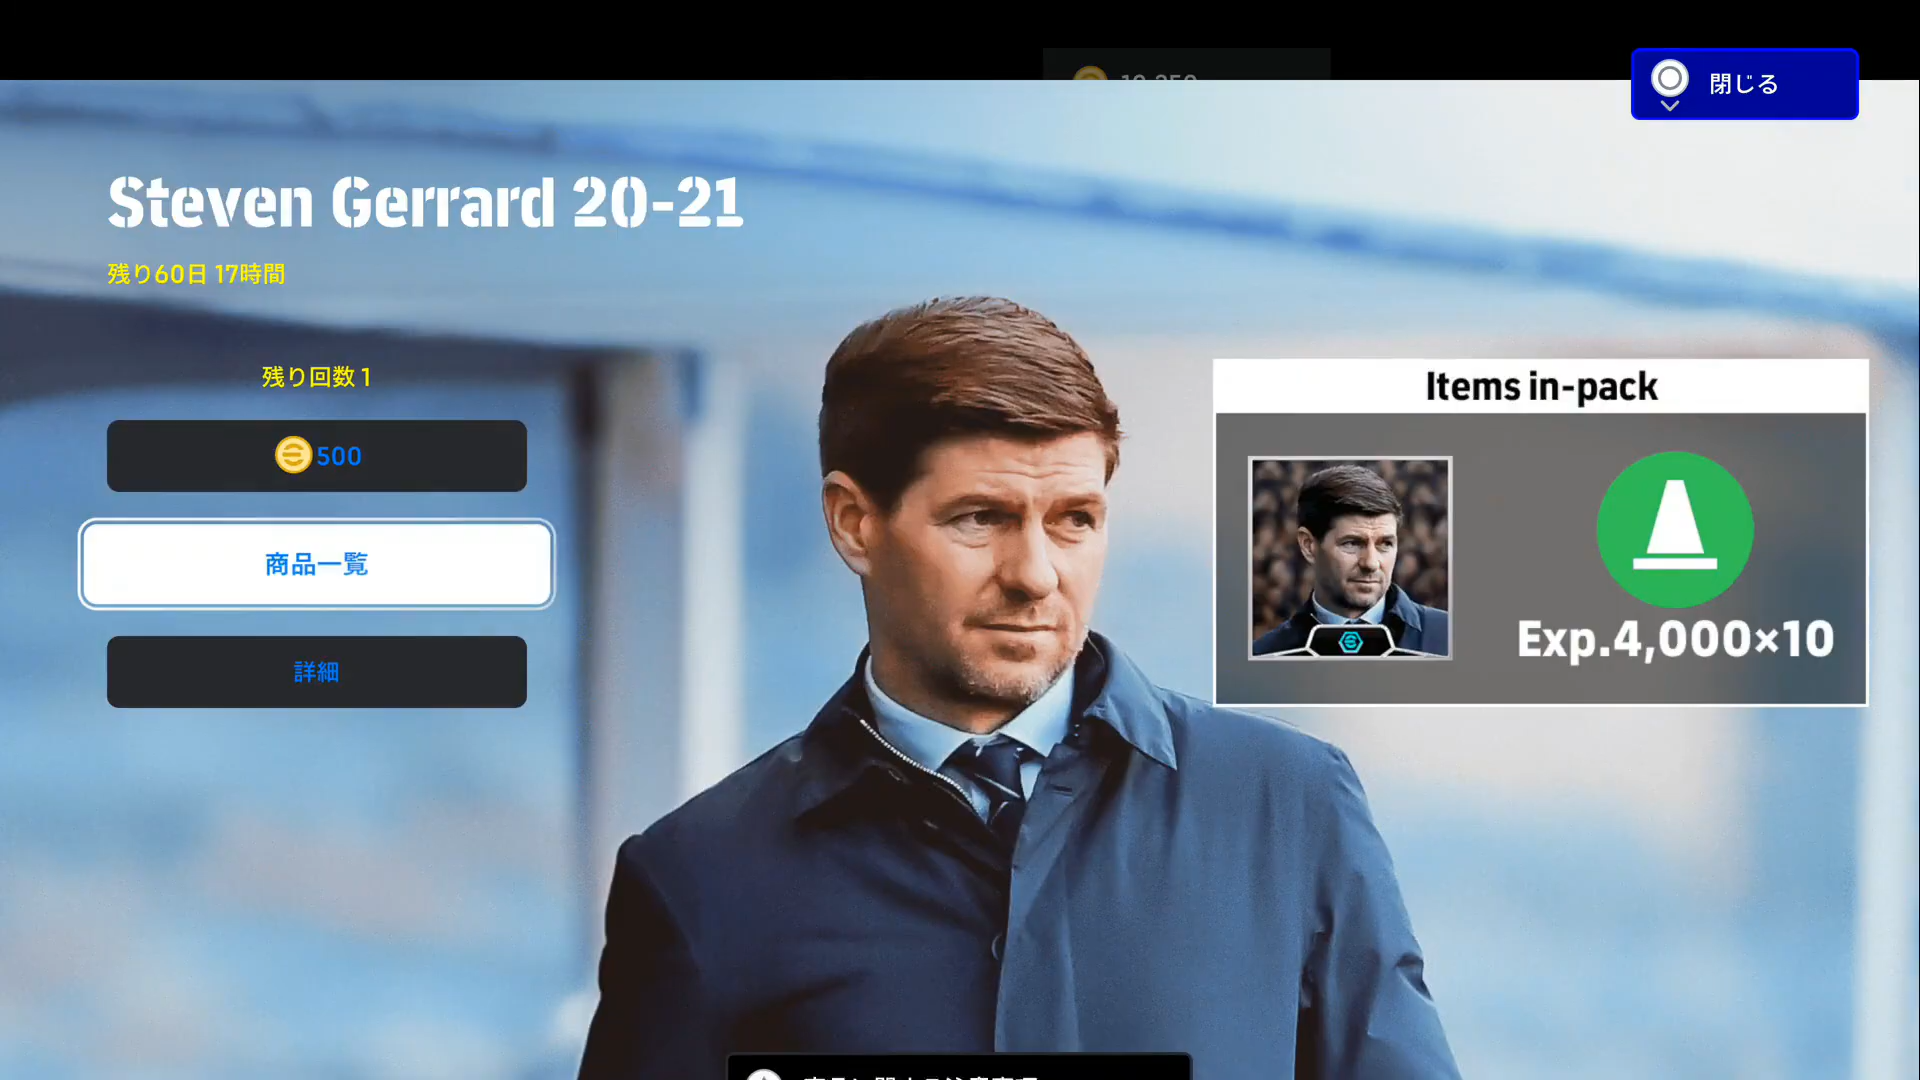 閉じる
Steven Gerrard 20-21
残り60日 17時間
残り回数 1
500
商品一覧
詳細
Items in-pack
Exp.4,000×10